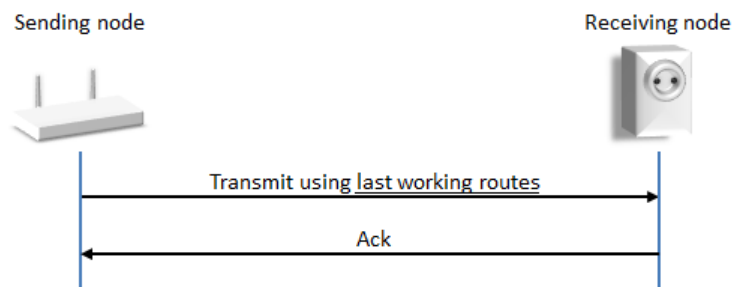 Sending node
Receiving node
Transmit using last working routes
Ack